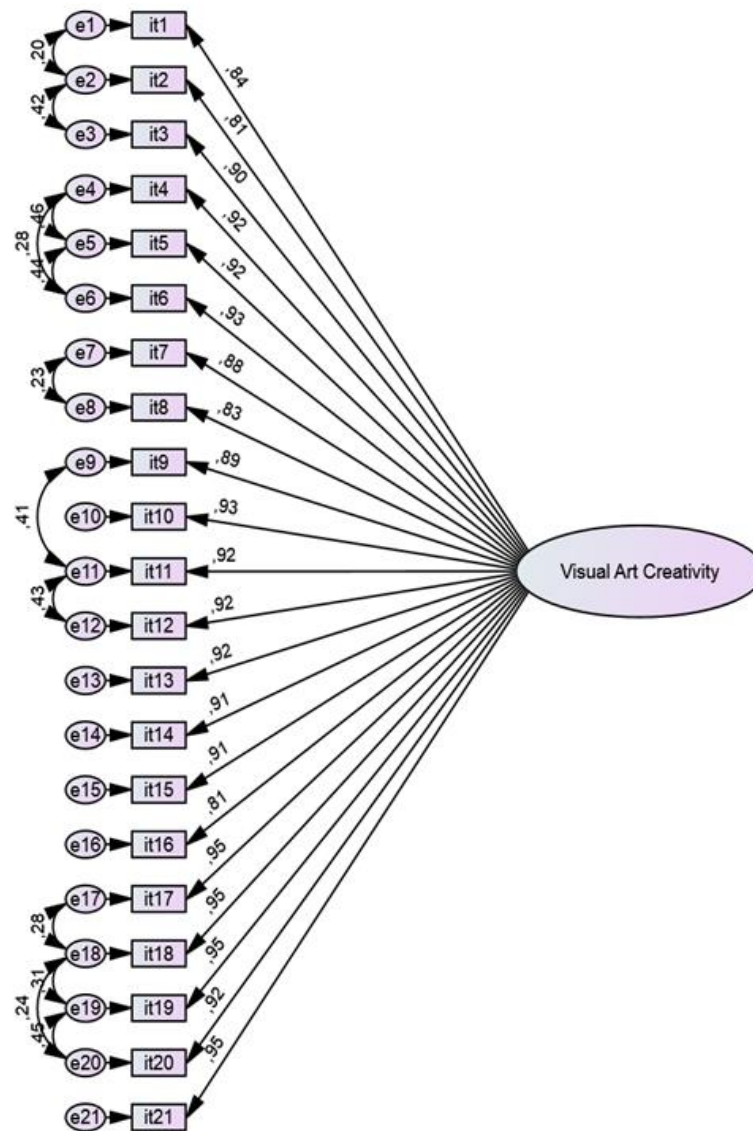 e1 it1
,20
,84
e2 it2
,42
,81
e3 it3
,90
e4 it4
,46
,92
,28
e5 it5
,44
,92
e6 it6
,93
e7 it7
,88
,23
e8 it8
,83
e9 it9
,89
,41
e10 it10
,93
e11 it11
,92
Visual Art Creativity
,43
e12 it12
,92
e13 it13
,92
e14 it14
,91
e15 it15
,91
e16 it16
,81
e17 it17
,95
,28
e18 it18
,95
,31
,24
e19 it19
,95
,45
e20 it20
,92
e21 it21
,95